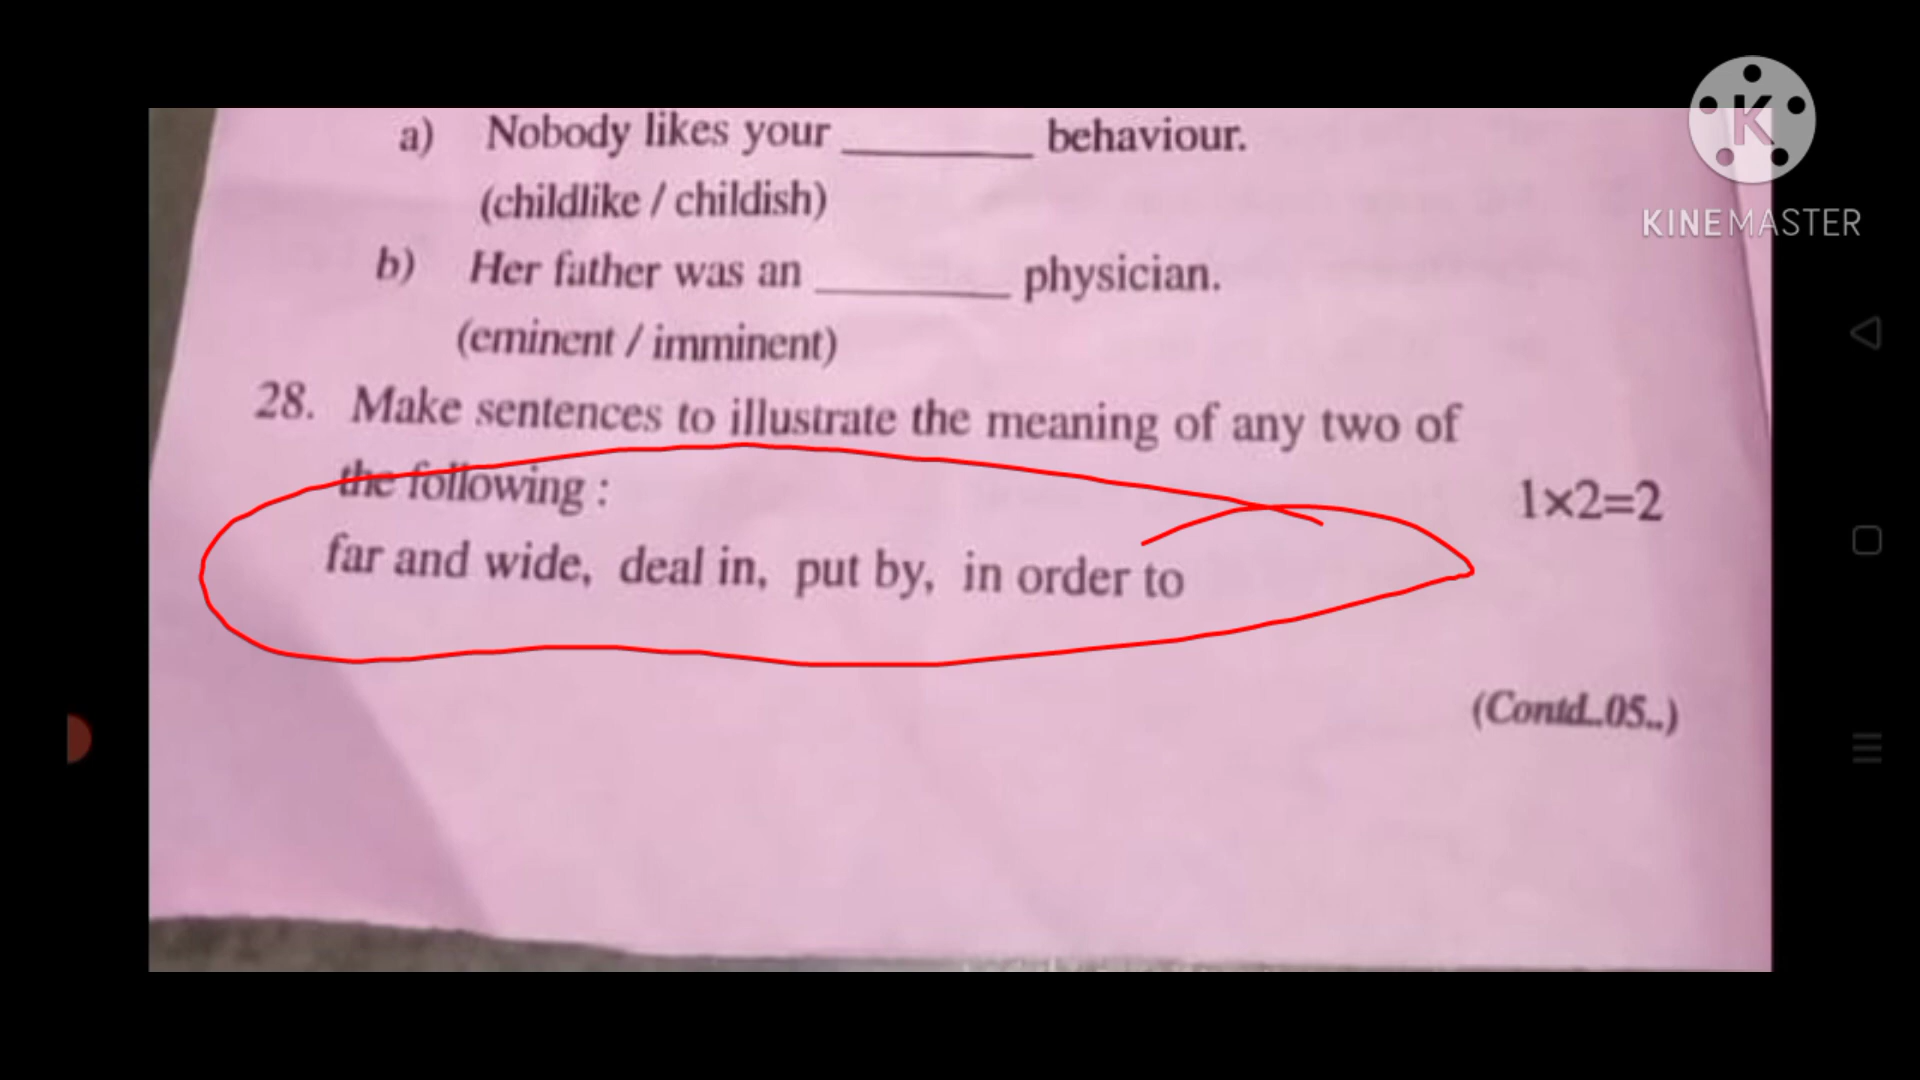 a) Nobody likes your ________ behaviour.
(childlike / childish)
b) Her father was an ________ physician.
(eminent / imminent)
28. Make sentences to illustrate the meaning of any two of
the following : 1×2=2
far and wide, deal in, put by, in order to
(Contd..05..)
K
KINEMASTER